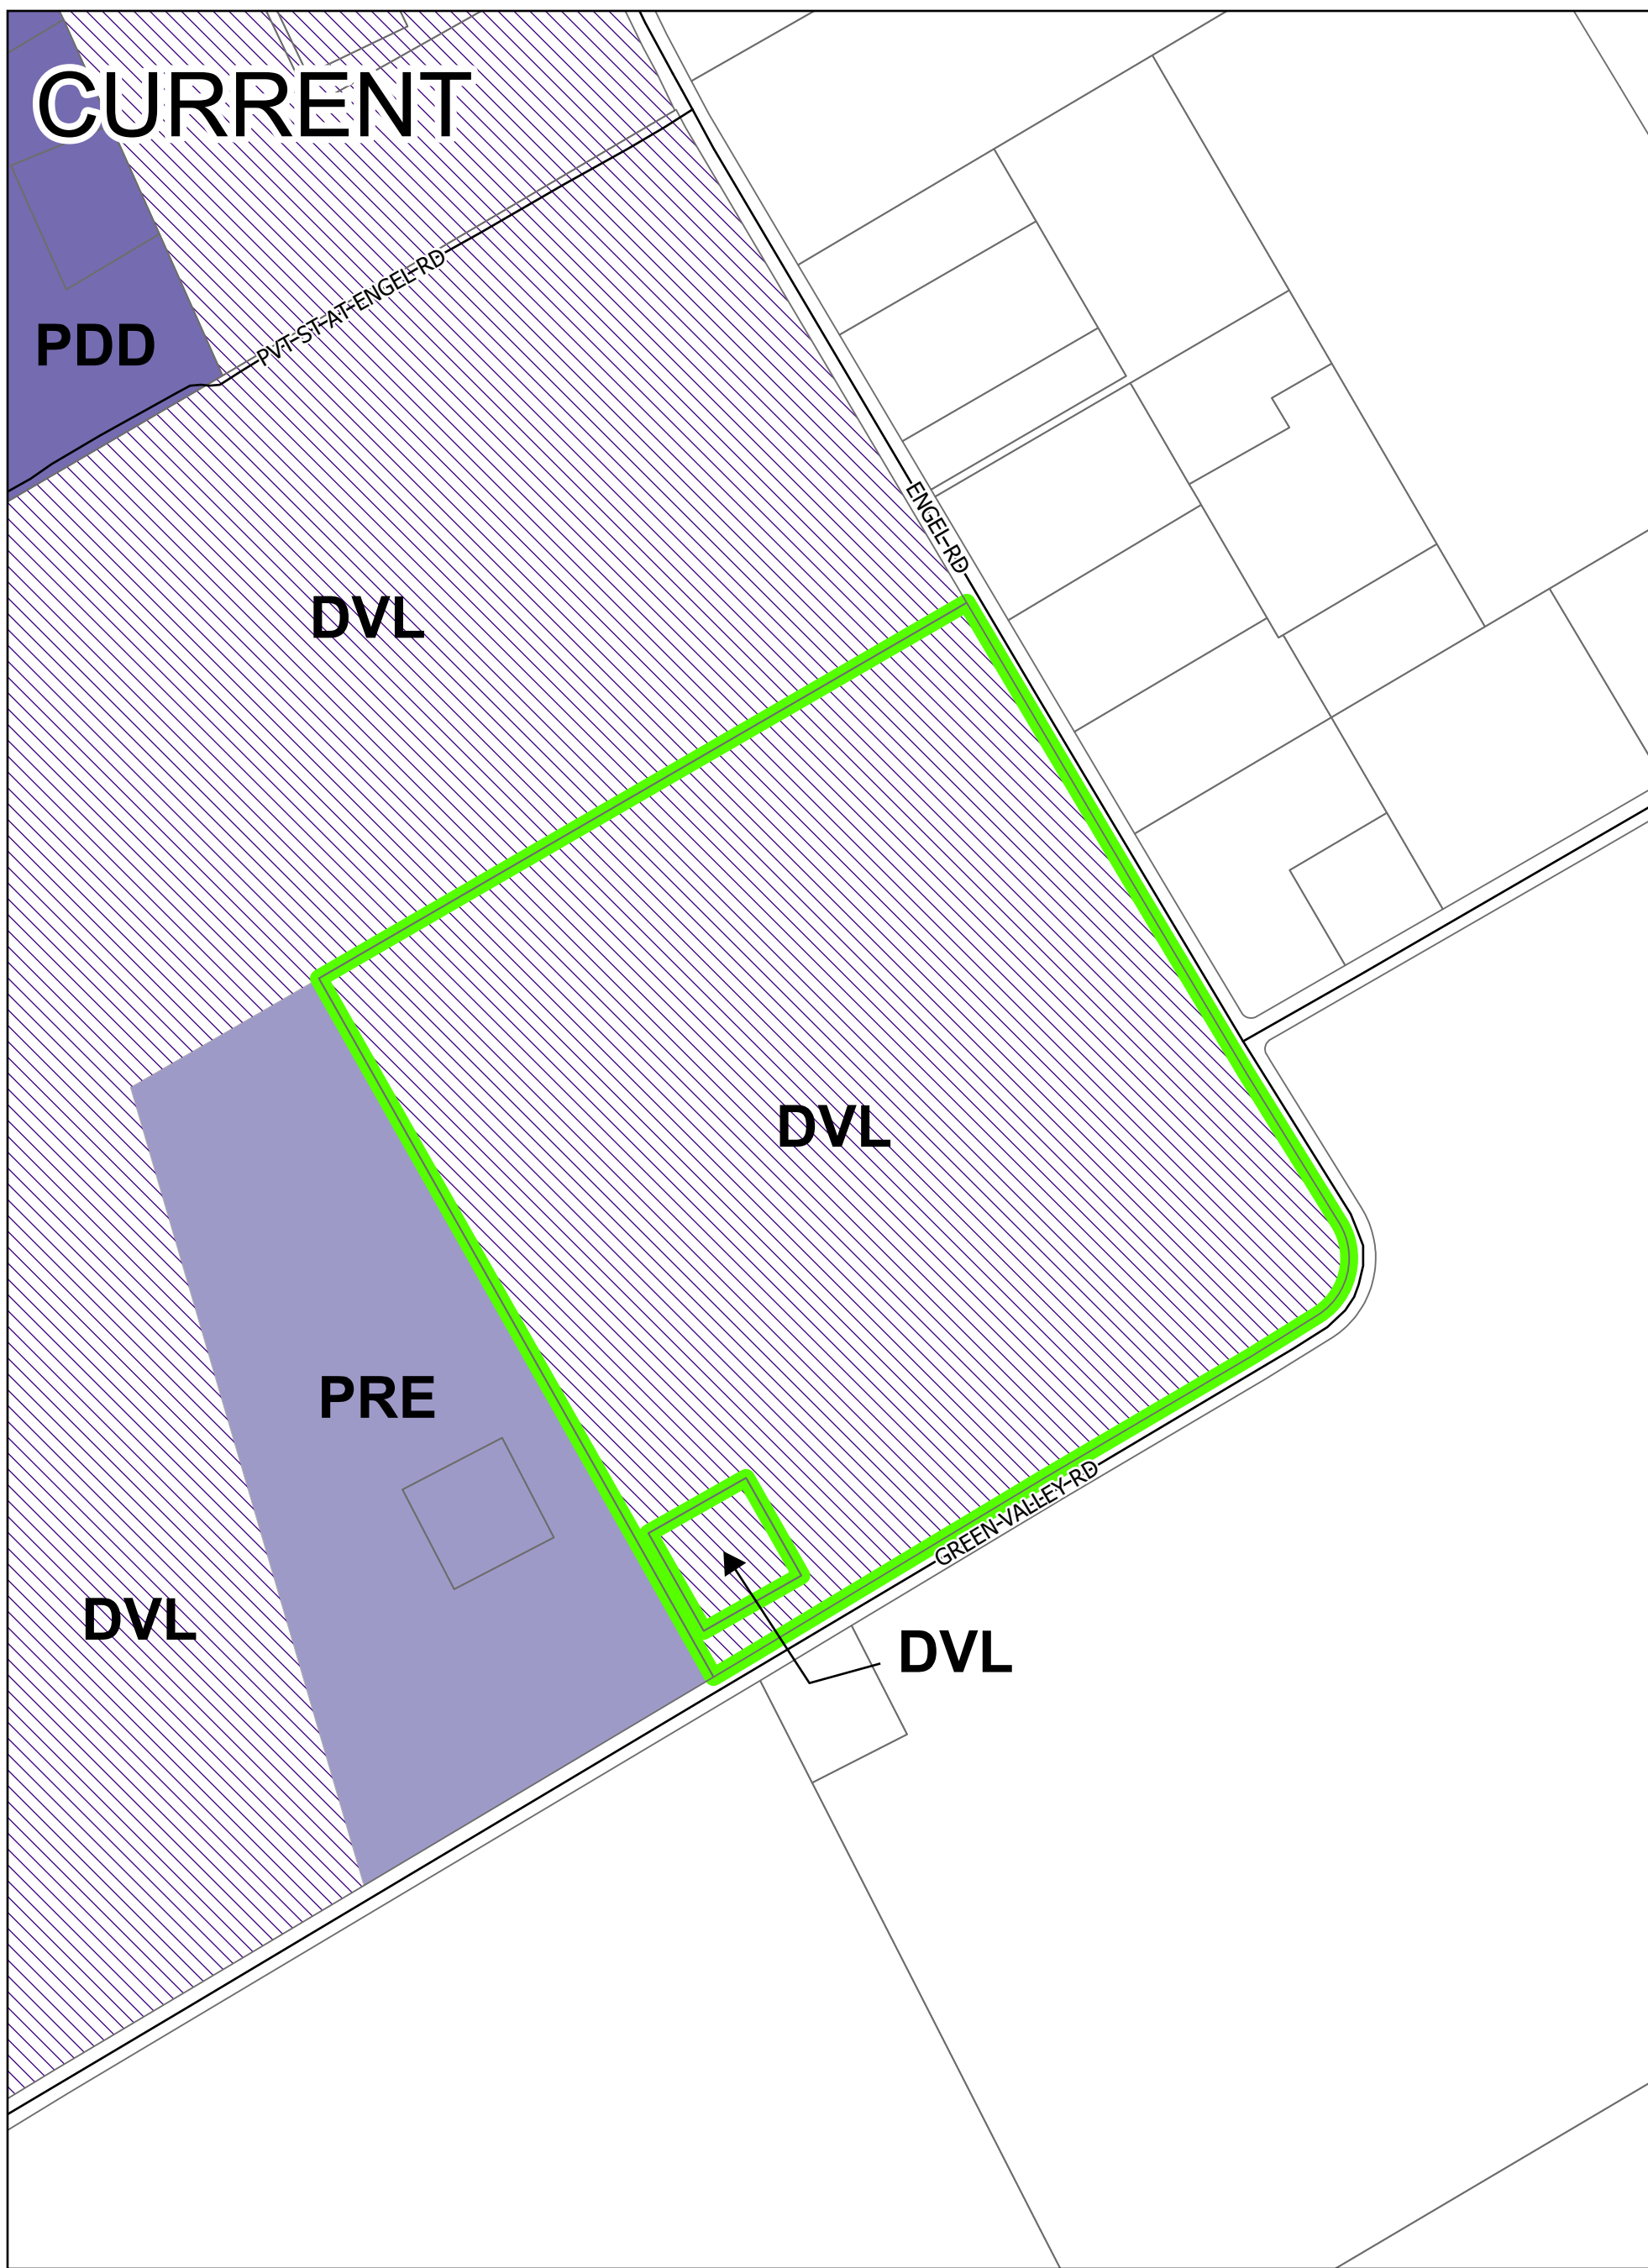 CURRENT
PVT-ST-AT-ENGEL-RD
PDD
ENGEL-RD
DVL
DVL
PRE
GREEN-VALLEY-RD
DVL
DVL